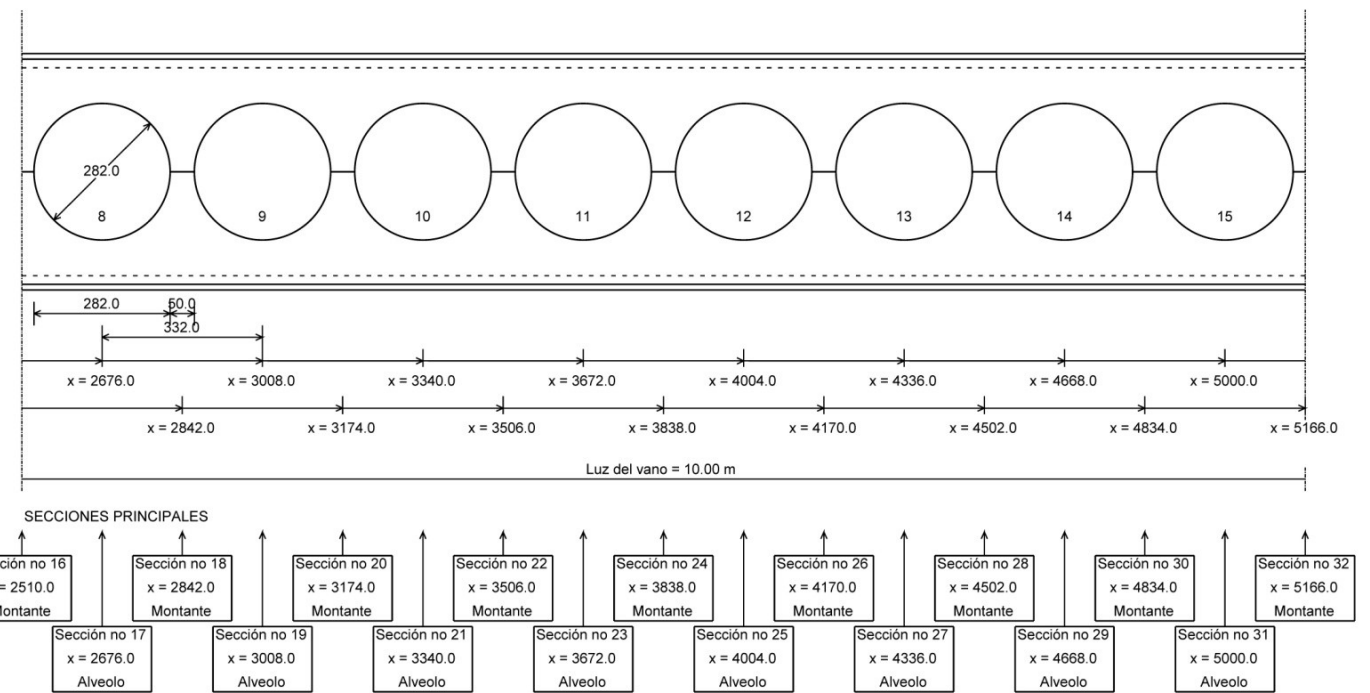 282.0
8 9 10 11 12 13 14 15
282.0 50.0
332.0
x = 2676.0 x = 3008.0 x = 3340.0 x = 3672.0 x = 4004.0 x = 4336.0 x = 4668.0 x = 5000.0
x = 2842.0 x = 3174.0 x = 3506.0 x = 3838.0 x = 4170.0 x = 4502.0 x = 4834.0 x = 5166.0
Luz del vano = 10.00 m
SECCIONES PRINCIPALES
ción no 16 Sección no 18 Sección no 20 Sección no 22 Sección no 24 Sección no 26 Sección no 28 Sección no 30 Sección no 32
= 2510.0 x = 2842.0 x = 3174.0 x = 3506.0 x = 3838.0 x = 4170.0 x = 4502.0 x = 4834.0 x = 5166.0
ontante Montante Montante Montante Montante Montante Montante Montante Montante
Sección no 17 Sección no 19 Sección no 21 Sección no 23 Sección no 25 Sección no 27 Sección no 29 Sección no 31
x = 2676.0 x = 3008.0 x = 3340.0 x = 3672.0 x = 4004.0 x = 4336.0 x = 4668.0 x = 5000.0
Alveolo Alveolo Alveolo Alveolo Alveolo Alveolo Alveolo Alveolo